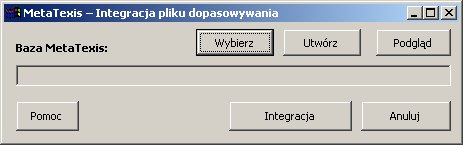 MetaTexis – Integracja pliku dopasowywania
Baza MetaTexis:
Wybierz
Utwórz
Podgląd
Pomoc
Integracja
Anuluj